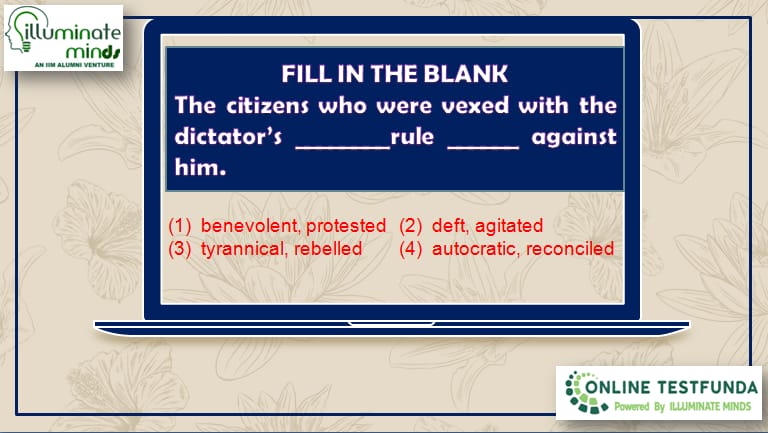 illuminate
minds
AN IIM ALUMNI VENTURE
FILL IN THE BLANK
The citizens who were vexed with the
dictator’s ________rule ______ against
him.
(1) benevolent, protested (2) deft, agitated
(3) tyrannical, rebelled (4) autocratic, reconciled
ONLINE TESTFUNDA
Powered By ILLUMINATE MINDS